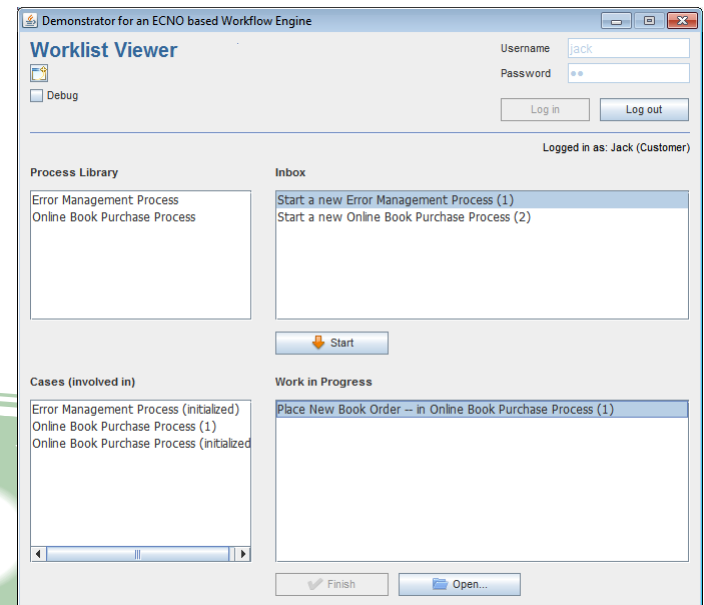 Demonstrator for an ECNO based Workflow Engine
Worklist Viewer
Username jack
Password ●●
Debug
Log in Log out
Logged in as: Jack (Customer)
Process Library
Inbox
Error Management Process
Online Book Purchase Process
Start a new Error Management Process (1)
Start a new Online Book Purchase Process (2)
Start
Cases (involved in)
Work in Progress
Error Management Process (initialized)
Online Book Purchase Process (1)
Online Book Purchase Process (initialized
Place New Book Order -- in Online Book Purchase Process (1)
Finish Open...